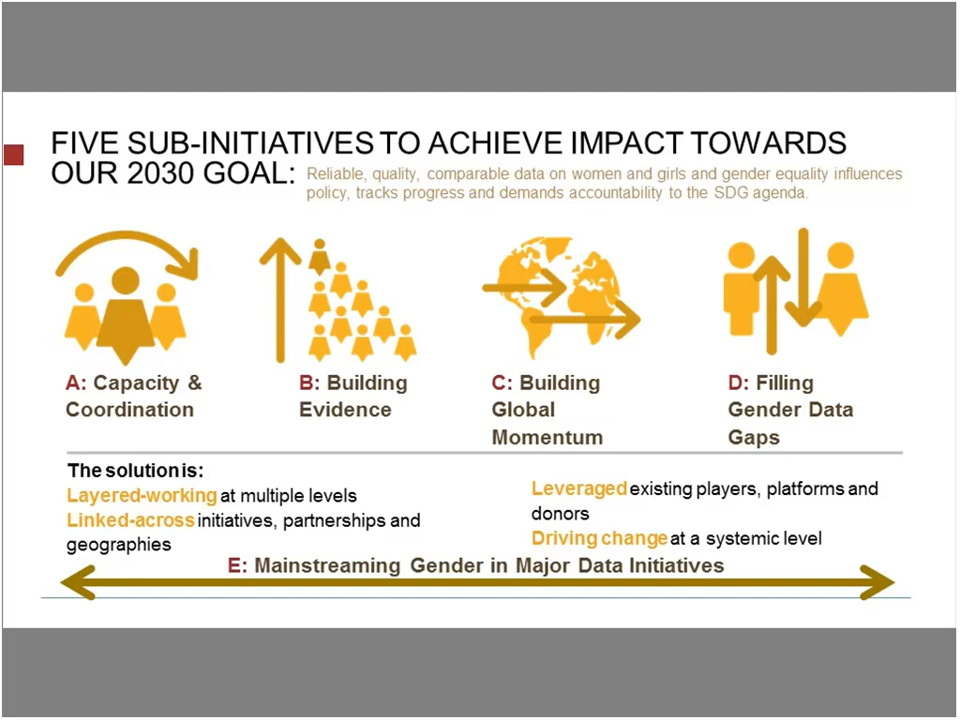 FIVE SUB-INITIATIVES TO ACHIEVE IMPACT TOWARDS
OUR 2030 GOAL:
Reliable, quality, comparable data on women and girls and gender equality influences
policy, tracks progress and demands accountability to the SDG agenda.
A: Capacity &
Coordination
B: Building
Evidence
C: Building
Global
Momentum
D: Filling
Gender Data
Gaps
The solution is:
Layered-working at multiple levels
Linked-across initiatives, partnerships and
geographies
Leveraged existing players, platforms and
donors
Driving change at a systemic level
E: Mainstreaming Gender in Major Data Initiatives